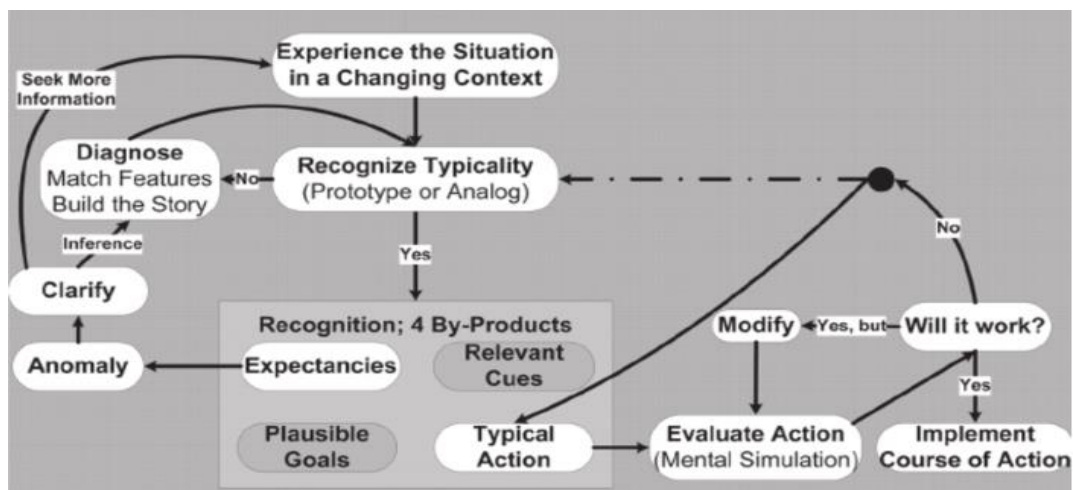 Experience the Situation
in a Changing Context
Seek More
Information
Diagnose
Match Features
Build the Story
No
Recognize Typicality
(Prototype or Analog)
No
Inference
Yes
Clarify
Recognition; 4 By-Products
Modify
Yes, but
Will it work?
Anomaly
Expectancies
Relevant
Cues
Yes
Plausible
Goals
Typical
Action
Evaluate Action
(Mental Simulation)
Implement
Course of Action